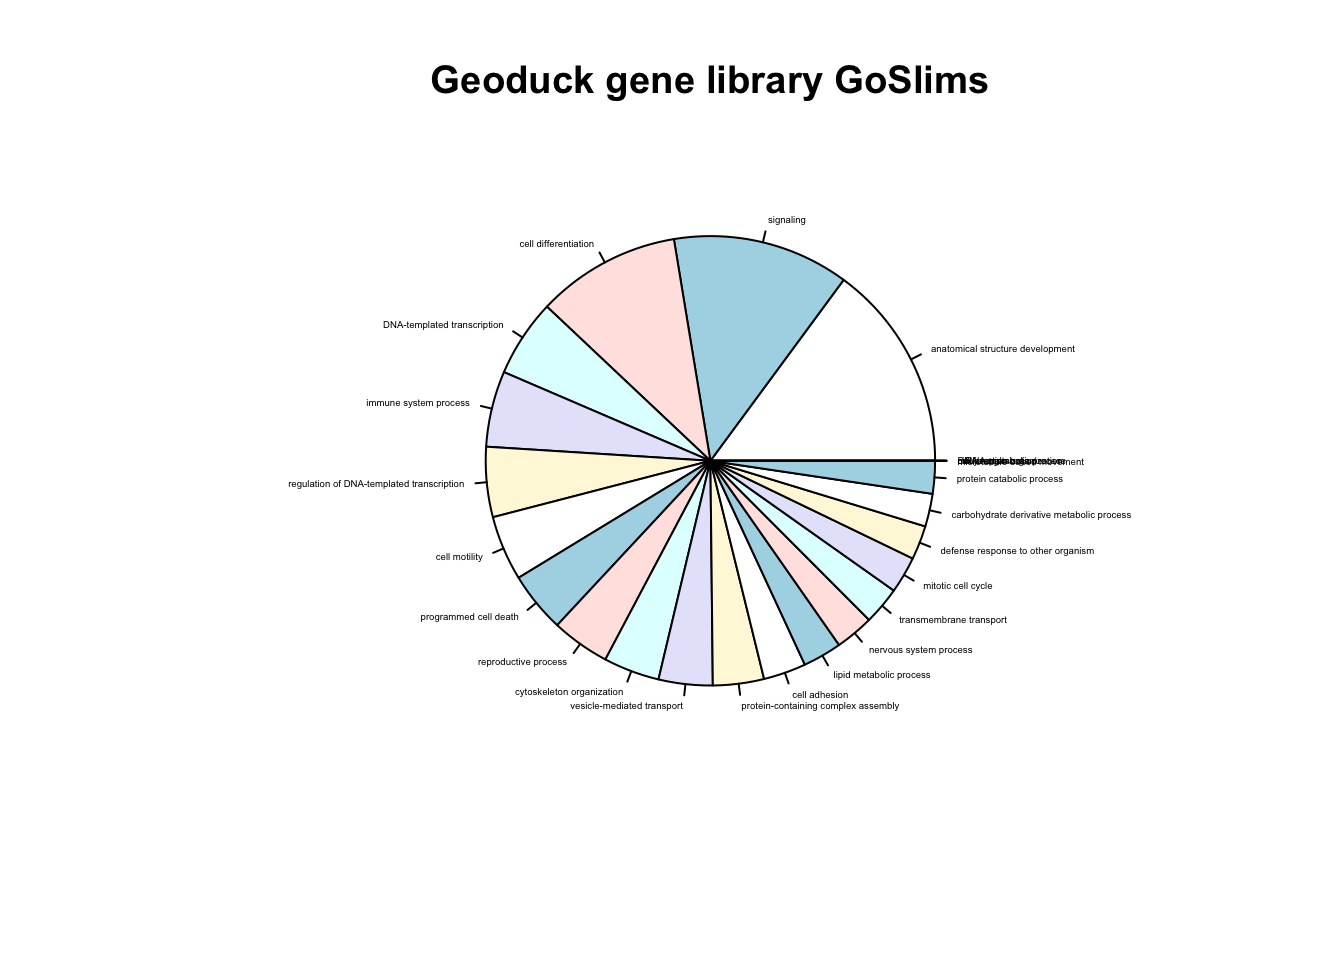 Geoduck gene library GoSlims
signaling
cell differentiation
DNA-templated transcription
anatomical structure development
immune system process
movement
protein catabolic process
regulation of DNA-templated transcription
carbohydrate derivative metabolic process
defense response to other organism
cell motility
mitotic cell cycle
programmed cell death
transmembrane transport
nervous system process
reproductive process
lipid metabolic process
cytoskeleton organization
cell adhesion
vesicle-mediated transport
protein-containing complex assembly